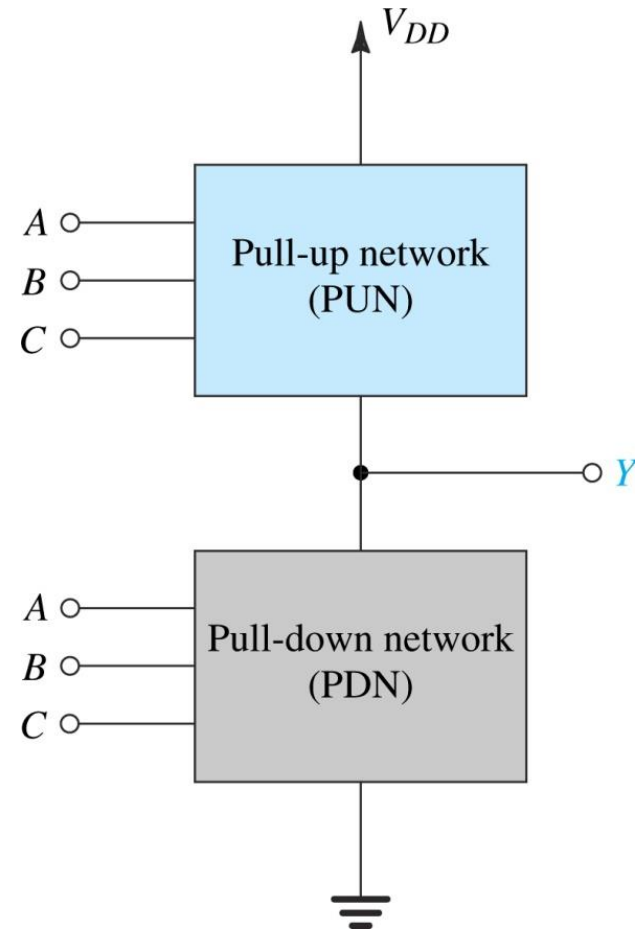 V_DD
A
B
C
Pull-up network
(PUN)
Y
A
B
C
Pull-down network
(PDN)